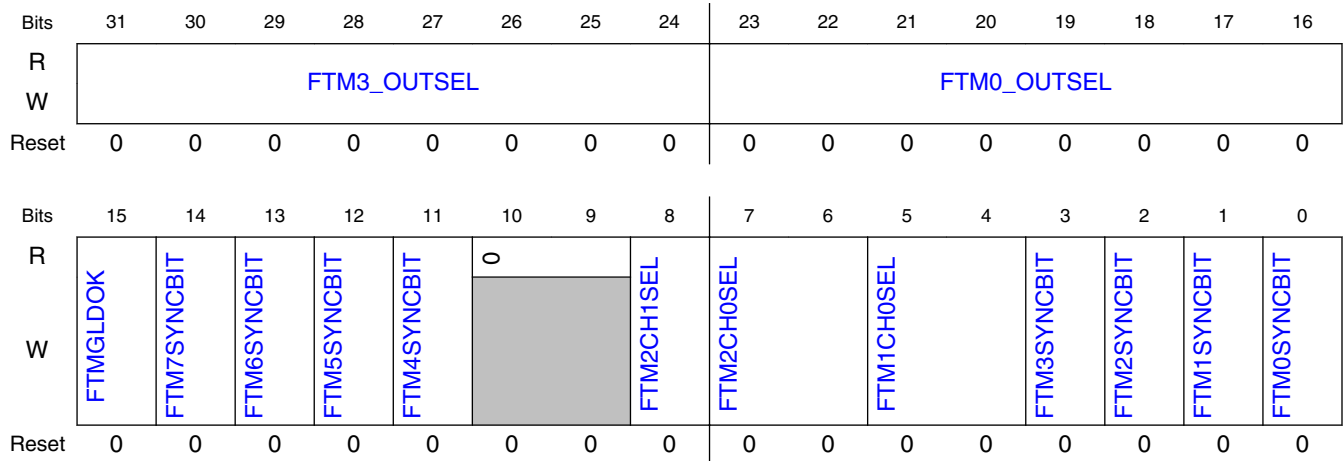 Bits 31 30 29 28 27 26 25 24 23 22 21 20 19 18 17 16
R
FTM3_OUTSEL FTM0_OUTSEL
W
Reset 0 0 0 0 0 0 0 0 0 0 0 0 0 0 0 0
Bits 15 14 13 12 11 10 9 8 7 6 5 4 3 2 1 0
R 0
W FTMGLDOK FTM7SYNCBIT FTM6SYNCBIT FTM5SYNCBIT FTM4SYNCBIT FTM2CH1SEL FTM2CH0SEL FTM1CH0SEL FTM3SYNCBIT FTM2SYNCBIT FTM1SYNCBIT FTM0SYNCBIT
Reset 0 0 0 0 0 0 0 0 0 0 0 0 0 0 0 0